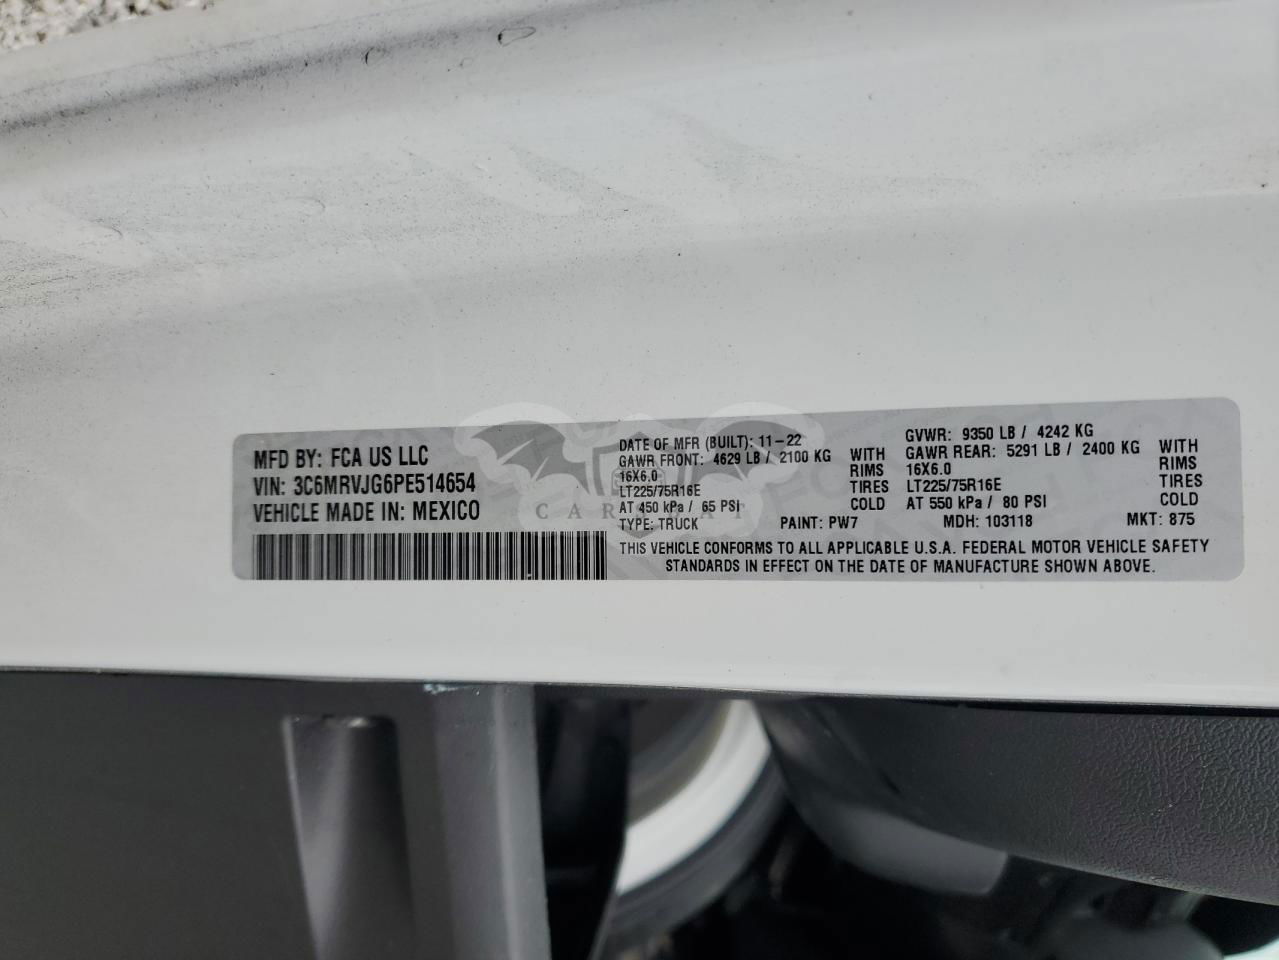 MFD BY: FCA US LLC
VIN: 3C6MRVJG6PE514654
VEHICLE MADE IN: MEXICO
DATE OF MFR (BUILT): 11-22
GAWR FRONT: 4629 LB / 2100 KG WITH
16X6.0 RIMS
LT225/75R16E TIRES
AT 450 kPa / 65 PSI COLD
GVWR: 9350 LB / 4242 KG
GAWR REAR: 5291 LB / 2400 KG WITH
16X6.0 RIMS
LT225/75R16E TIRES
AT 550 kPa / 80 PSI COLD
TYPE: TRUCK PAINT: PW7 MDH: 103118 MKT: 875
THIS VEHICLE CONFORMS TO ALL APPLICABLE U.S.A. FEDERAL MOTOR VEHICLE SAFETY
STANDARDS IN EFFECT ON THE DATE OF MANUFACTURE SHOWN ABOVE.